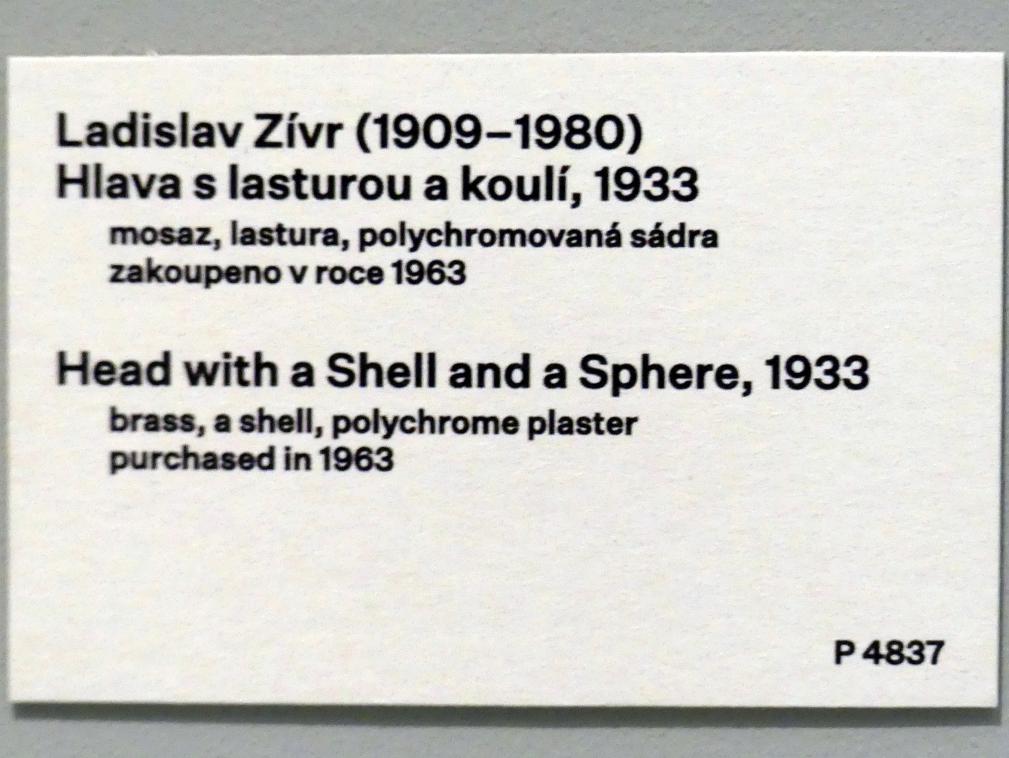 Ladislav Zívr (1909–1980)
Hlava s lasturou a koulí, 1933
mosaz, lastura, polychromovaná sádra
zakoupeno v roce 1963
Head with a Shell and a Sphere, 1933
brass, a shell, polychrome plaster
purchased in 1963
P 4837